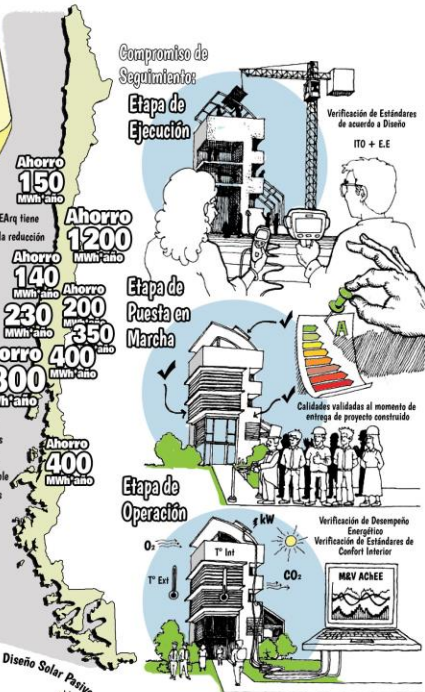 Compromiso de
Seguimiento:
Etapa de
Ejecución
Verificación de Estándares
de acuerdo a Diseño
ITO + E.E
Ahorro
150
MWh*año
EArq tiene
la reducción
Ahorro
1200
MWh*año
Ahorro
140
MWh*año
Ahorro
200
230
MWh*año
350
400
MWh*año
Ahorro
400
MWh*año
Etapa de
Puesta en
Marcha
A
Calidades validadas al momento de
entrega de proyecto construido
Etapa de
Operación
kW
O₂
T° Int
T° Ext
CO₂
Verificación de Desempeño
Energético
Verificación de Estándares de
Confort Interior
M&V AChEE
Diseño Solar